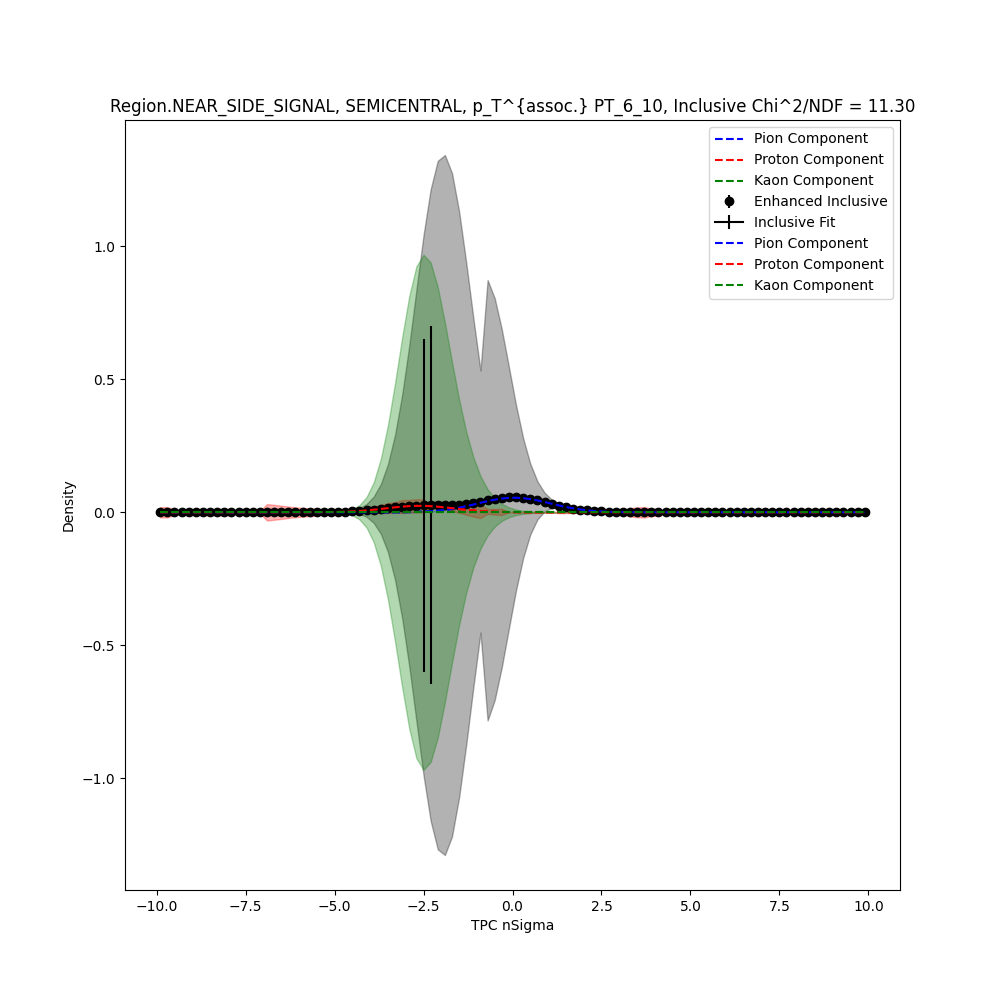 Region.NEAR_SIDE_SIGNAL, SEMICENTRAL, p_T^{assoc.} PT_6_10, Inclusive Chi^2/NDF = 11.30
Pion Component
Proton Component
Kaon Component
Enhanced Inclusive
Inclusive Fit
Pion Component
Proton Component
Kaon Component
1.0
0.5
0.0
−0.5
−1.0
Density
−10.0 −7.5 −5.0 −2.5 0.0 2.5 5.0 7.5 10.0
TPC nSigma